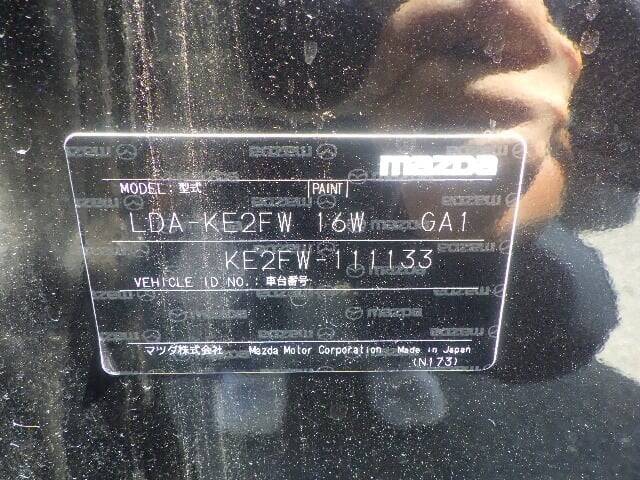 mazda
MODEL: 型式 PAINT
LDA-KE2FW 16W GA1
KE2FW-111133
VEHICLE ID NO.: 車台番号
マツダ株式会社 Mazda Motor Corporation Made in Japan
(N173)